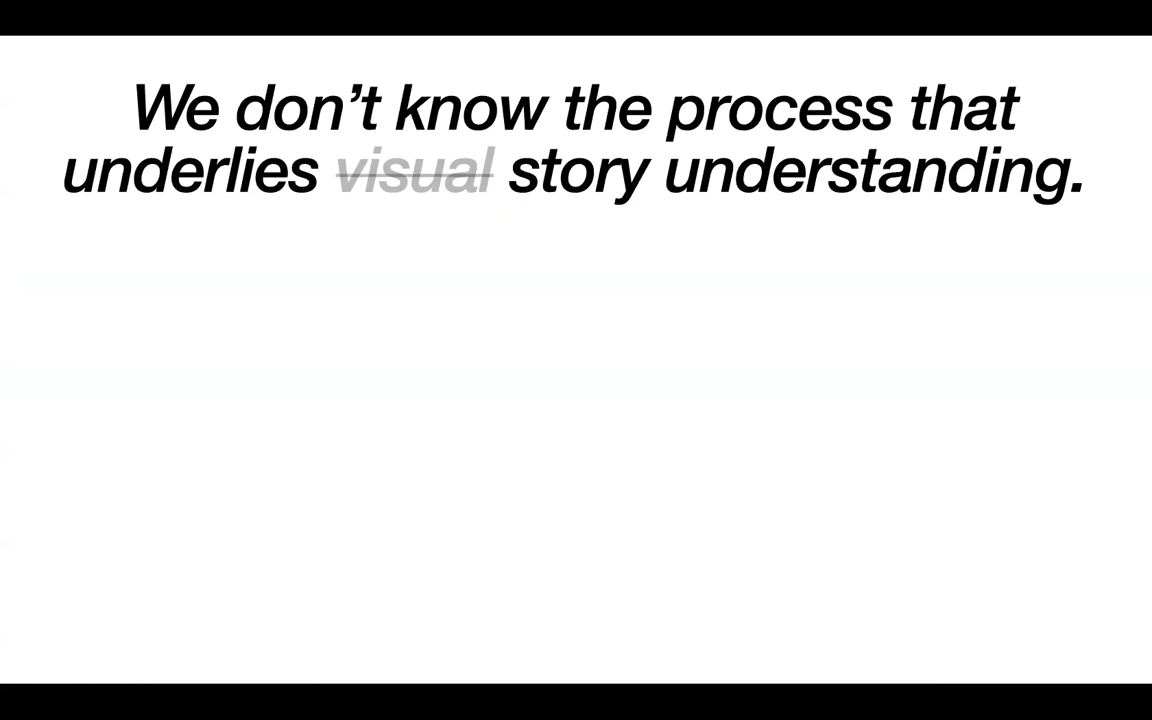 We don’t know the process that
underlies visual story understanding.